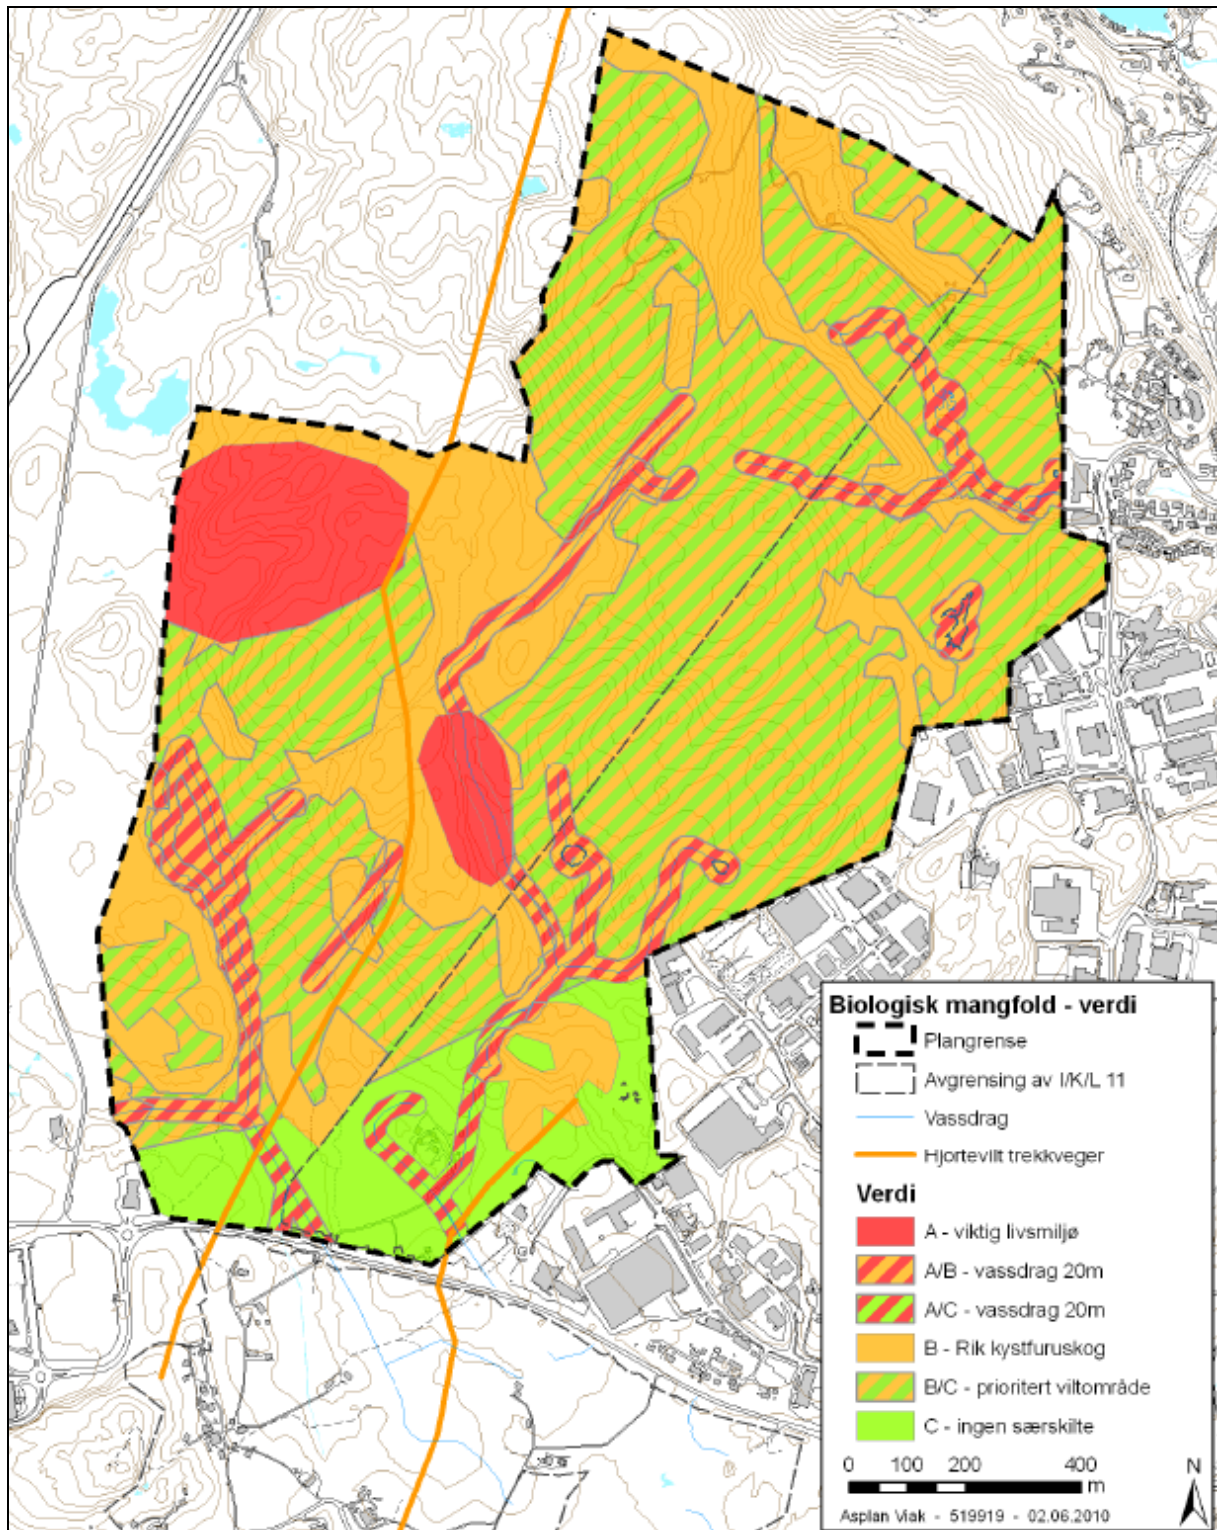 Biologisk mangfold - verdi
Plangrense
Avgrensing av I/K/L 11
Vassdrag
Hjortevilt trekkveger
Verdi
A - viktig livsmiljø
A/B - vassdrag 20m
A/C - vassdrag 20m
B - Rik kystfuruskog
B/C - prioritert viltområde
C - ingen særskilte
0 100 200 400
m
N
Asplan Viak - 519919 - 02.06.2010